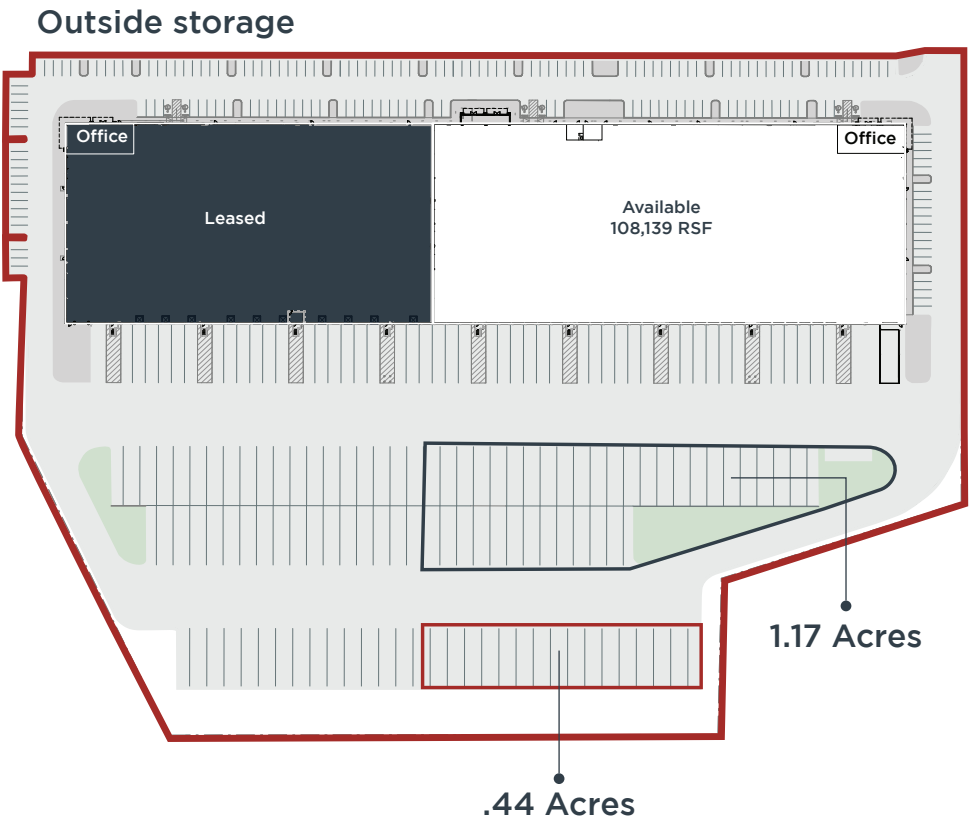 Outside storage
Office
Office
Leased
Available
108,139 RSF
1.17 Acres
.44 Acres